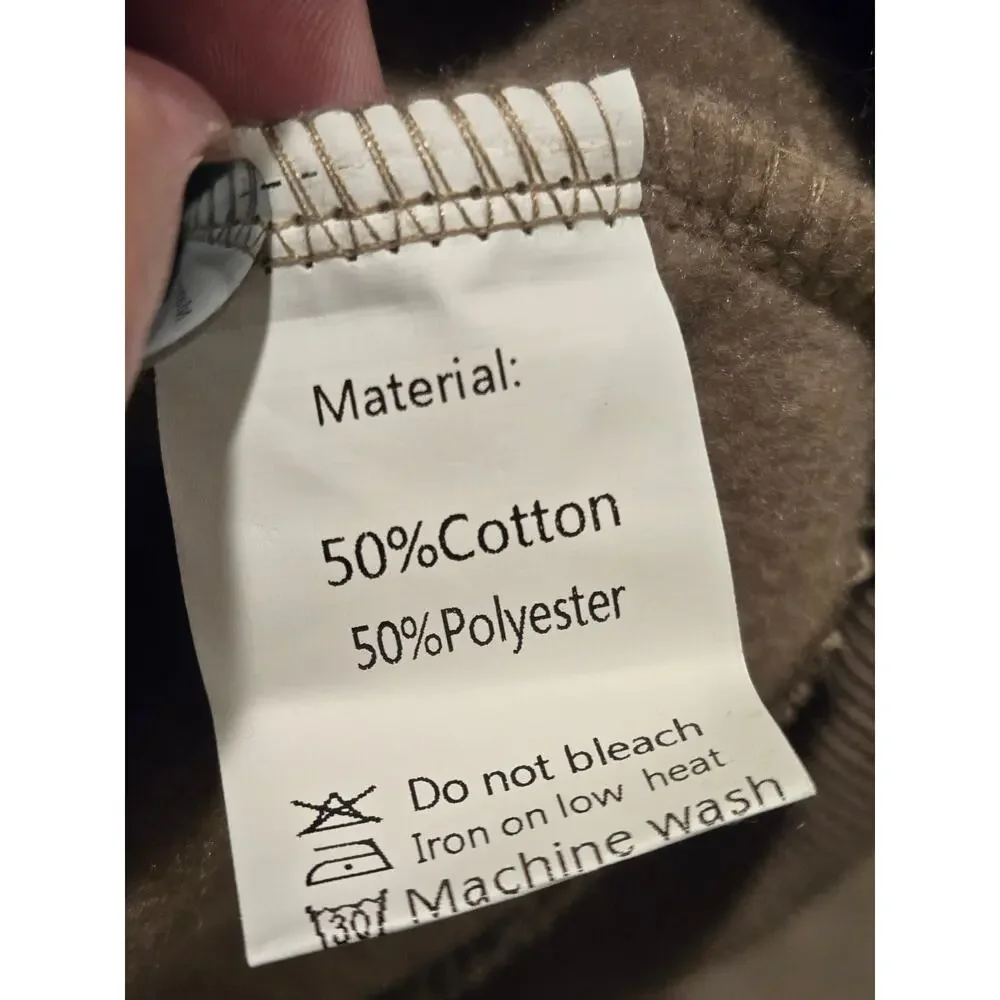 Material:
50%Cotton
50%Polyester
Do not bleach
Iron on low heat
30 Machine wash